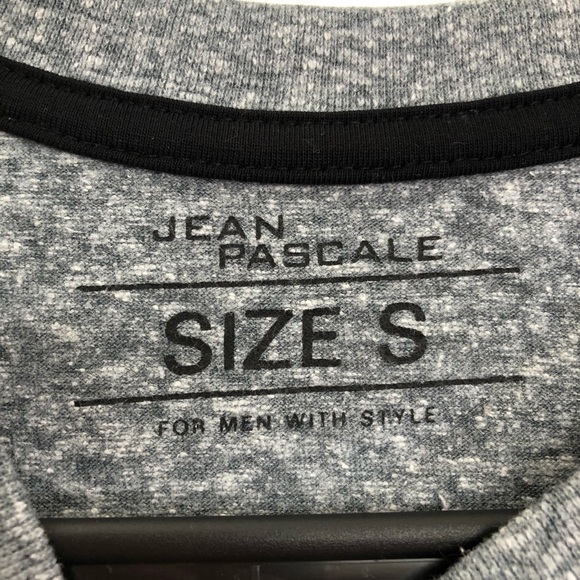 JEAN
PASCALE
SIZE S
FOR MEN WITH STYLE